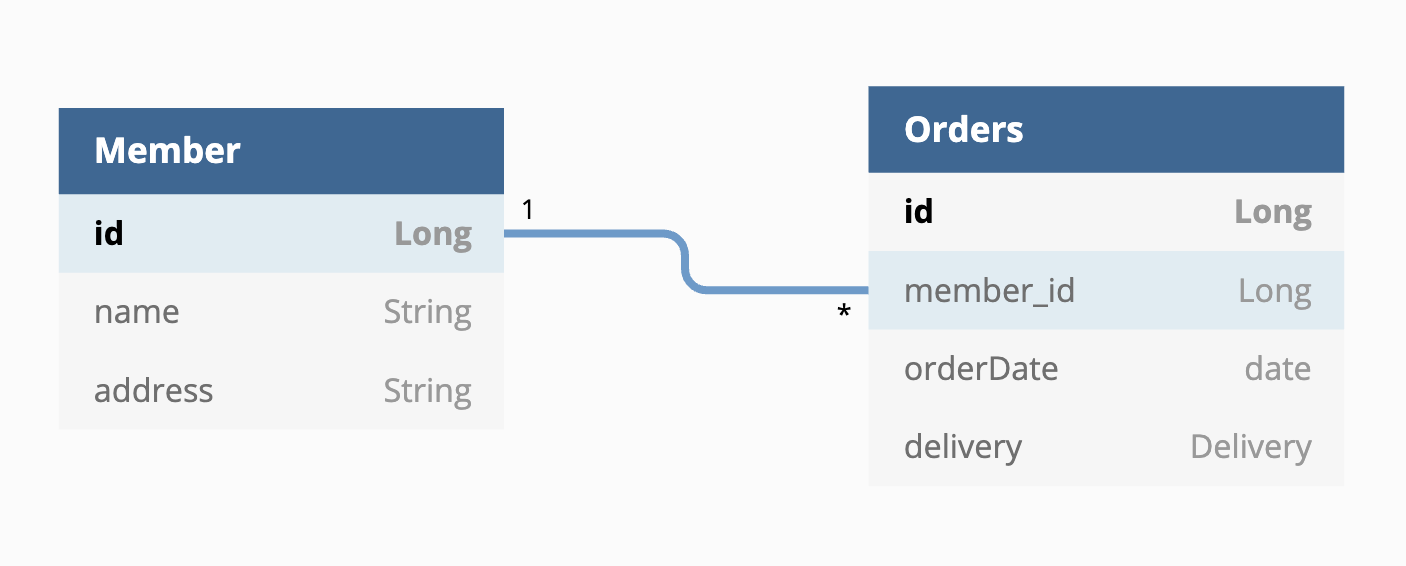 Member
id Long
name String
address String
1
*
Orders
id Long
member_id Long
orderDate date
delivery Delivery